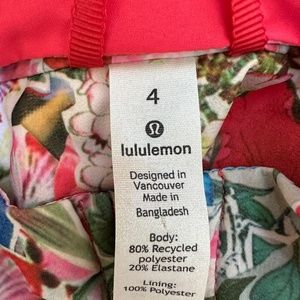 4
lululemon
Designed in
Vancouver
Made in
Bangladesh
Body:
80% Recycled
polyester
20% Elastane
Lining:
100% Polyester